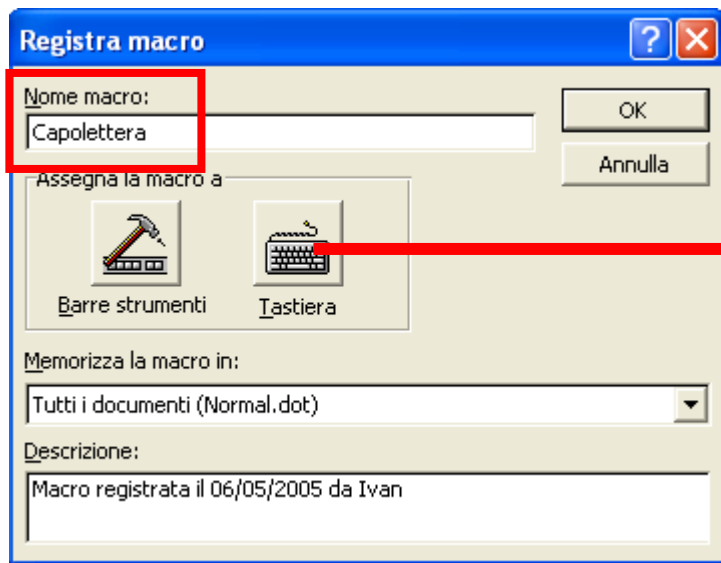 Registra macro
Nome macro:
OK
Capolettera
Annulla
Assegna la macro a
Barre strumenti
Tastiera
Memorizza la macro in:
Tutti i documenti (Normal.dot)
Descrizione:
Macro registrata il 06/05/2005 da Ivan